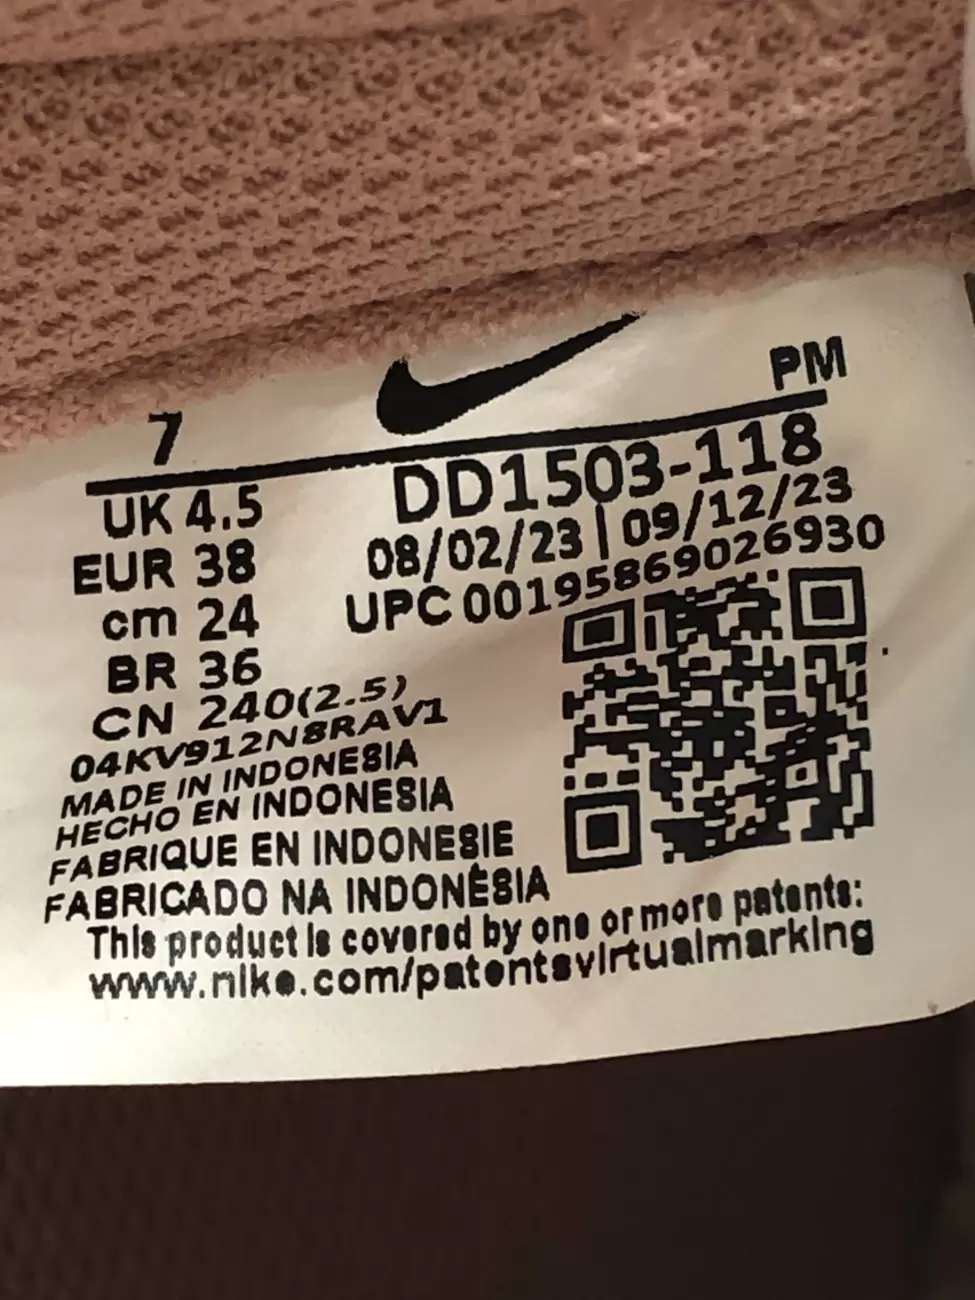 7
PM
UK 4.5
DD1503-118
EUR 38
08/02/23 | 09/12/23
cm 24
UPC 00195869026930
BR 36
CN 240(2.5)
04KV912N8RAV1
MADE IN INDONESIA
HECHO EN INDONESIA
FABRIQUE EN INDONESIE
FABRICADO NA INDONÉSIA
This product is covered by one or more patents:
www.nike.com/patentsvirtualmarking